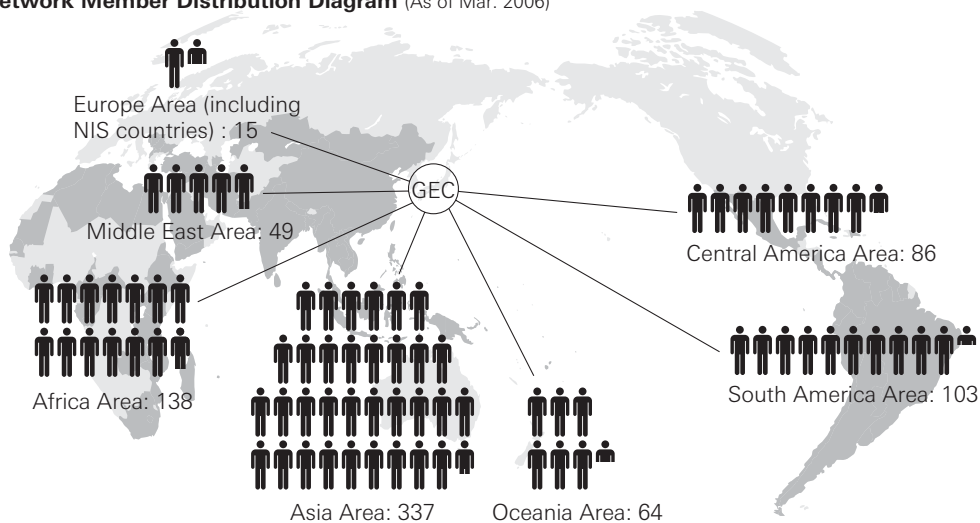 etwork Member Distribution Diagram (As of Mar. 2006)
Europe Area (including
NIS countries) : 15
GEC
Middle East Area: 49
Central America Area: 86
Africa Area: 138
South America Area: 103
Asia Area: 337
Oceania Area: 64